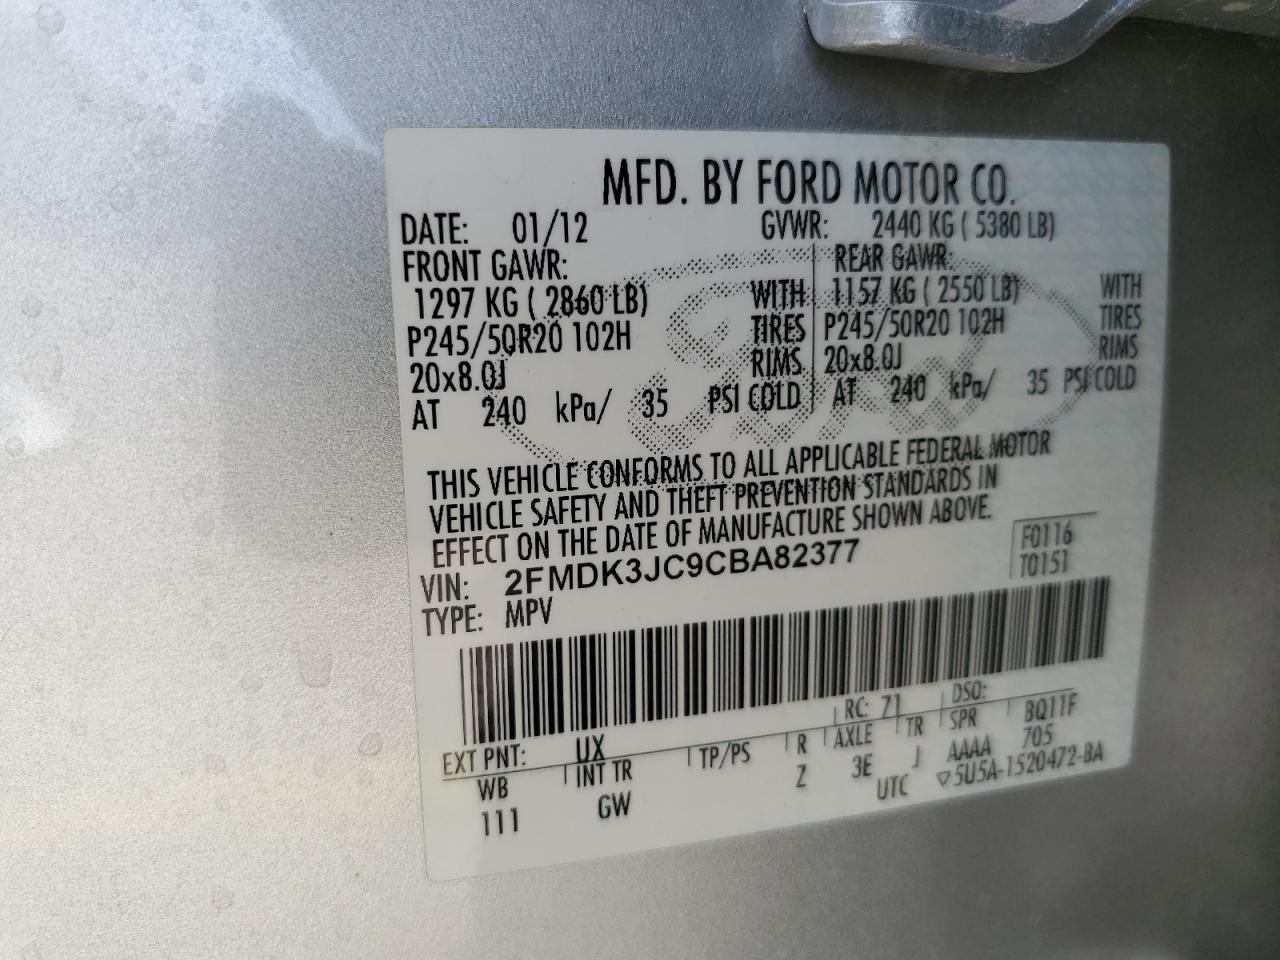 MFD. BY FORD MOTOR CO.
DATE: 01/12 GVWR: 2440 KG ( 5380 LB)
FRONT GAWR: REAR GAWR:
1297 KG ( 2860 LB) WITH 1157 KG ( 2550 LB) WITH
P245/50R20 102H TIRES P245/50R20 102H TIRES
20x8.0J RIMS 20x8.0J RIMS
AT 240 kPa/ 35 PSI COLD AT 240 kPa/ 35 PSI COLD
Ford
THIS VEHICLE CONFORMS TO ALL APPLICABLE FEDERAL MOTOR
VEHICLE SAFETY AND THEFT PREVENTION STANDARDS IN
EFFECT ON THE DATE OF MANUFACTURE SHOWN ABOVE.
F0116
VIN: 2FMDK3JC9CBA82377 T0151
TYPE: MPV
EXT PNT: UX RC: 71 DSO:
WB INT TR TP/PS R AXLE TR SPR BQ11F
111 GW Z 3E J AAAA 705
UTC ▽5U5A-1520472-BA